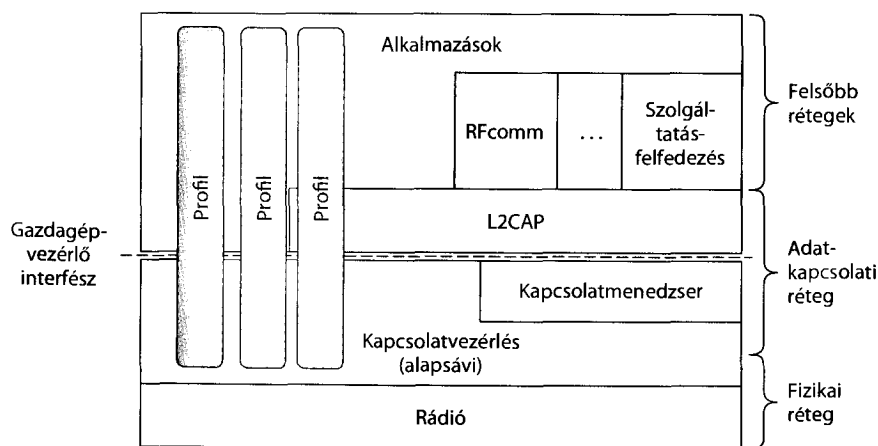 Alkalmazások
Profil
Profil
Profil
RFcomm
...
Szolgál-
tatás-
felfedezés
Felsőbb
rétegek
L2CAP
Gazdagép-
vezérlő
interfész
Adat-
kapcsolati
réteg
Kapcsolatmenedzser
Kapcsolatvezérlés
(alapsávi)
Rádió
Fizikai
réteg